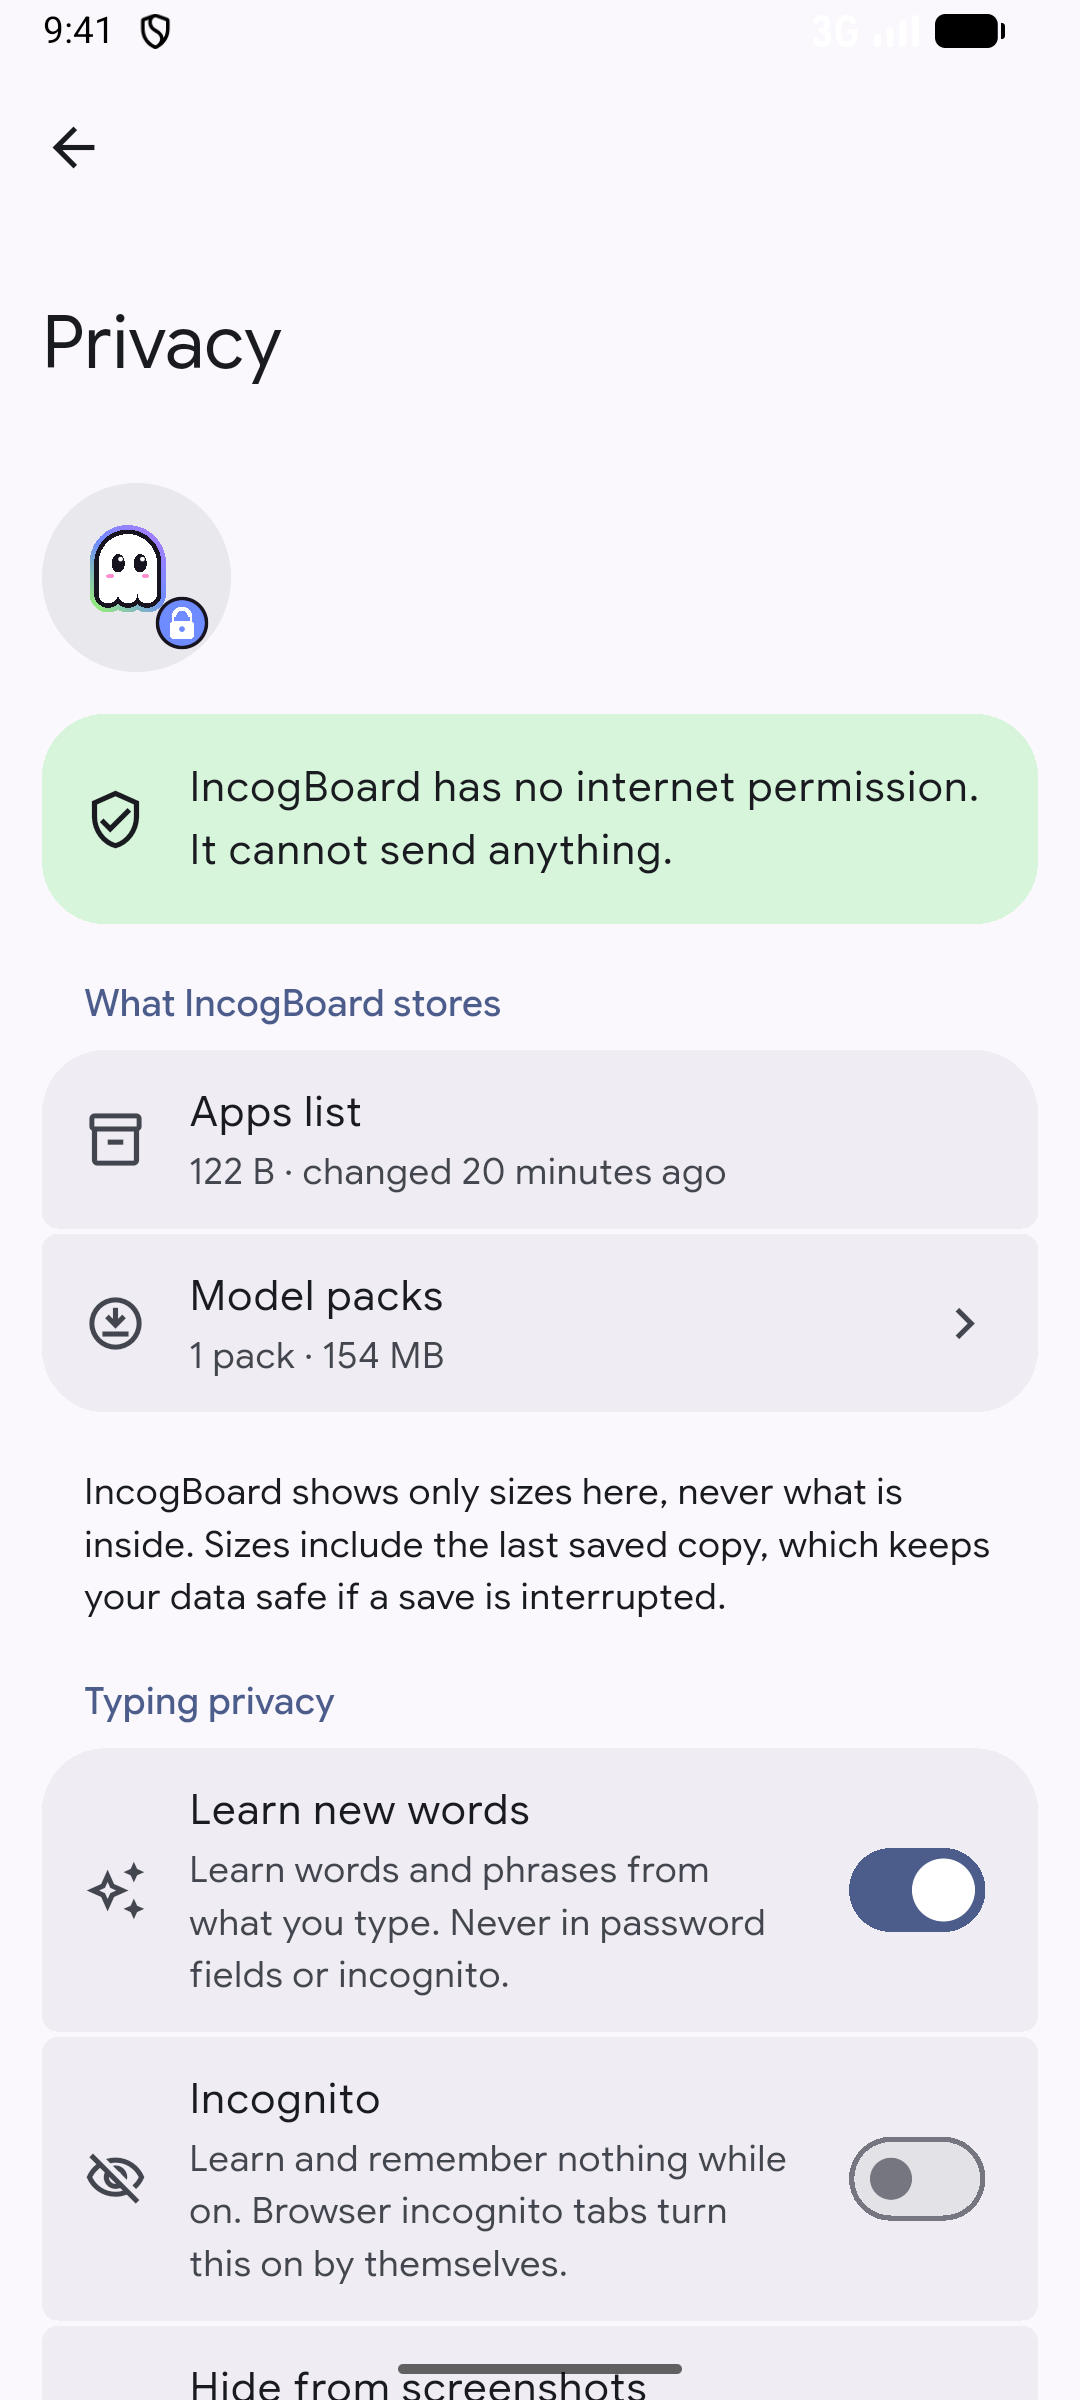 9:41
3G
Privacy
IncogBoard has no internet permission.
It cannot send anything.
What IncogBoard stores
Apps list
122 B · changed 20 minutes ago
Model packs
1 pack · 154 MB
IncogBoard shows only sizes here, never what is
inside. Sizes include the last saved copy, which keeps
your data safe if a save is interrupted.
Typing privacy
Learn new words
Learn words and phrases from
what you type. Never in password
fields or incognito.
Incognito
Learn and remember nothing while
on. Browser incognito tabs turn
this on by themselves.
Hide from screenshots